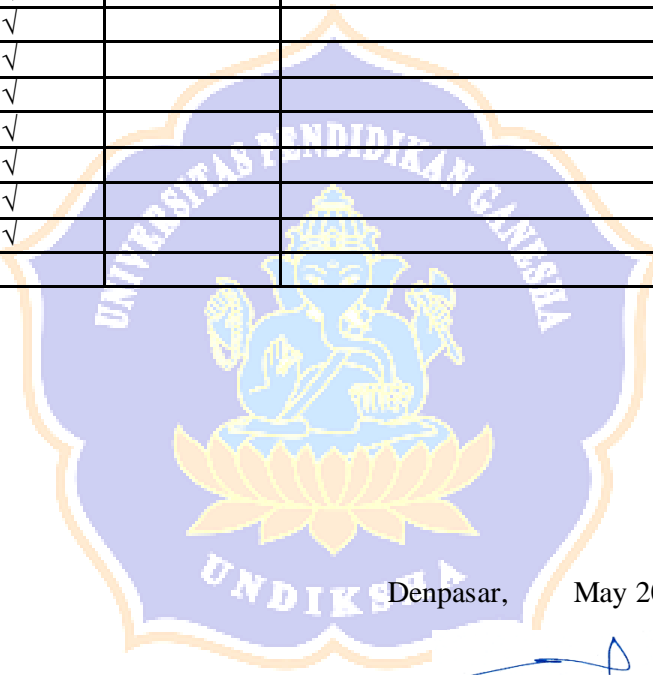 √
√
√
√
√
√
√
UNIVERSITAS PENDIDIKAN GANESHA
UNDIKSHA
Denpasar, May 20